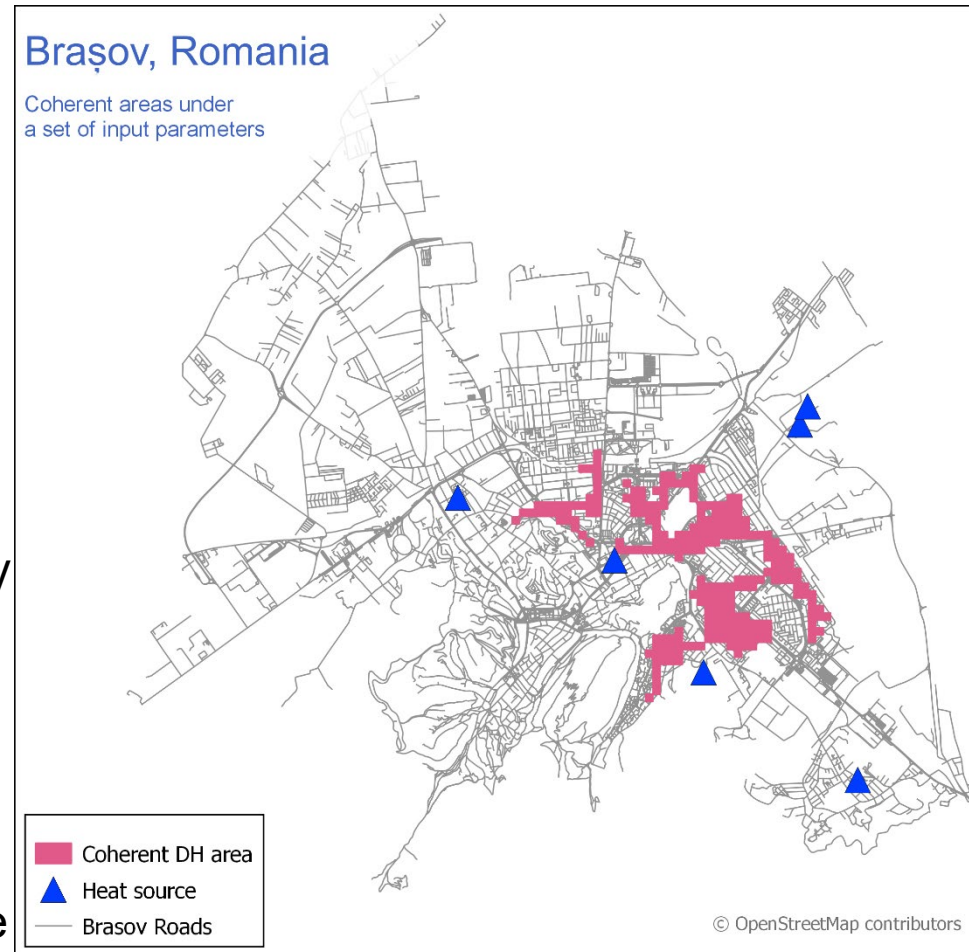 Brașov, Romania
Coherent areas under
a set of input parameters
y
e
Coherent DH area
Heat source
Brasov Roads
© OpenStreetMap contributors